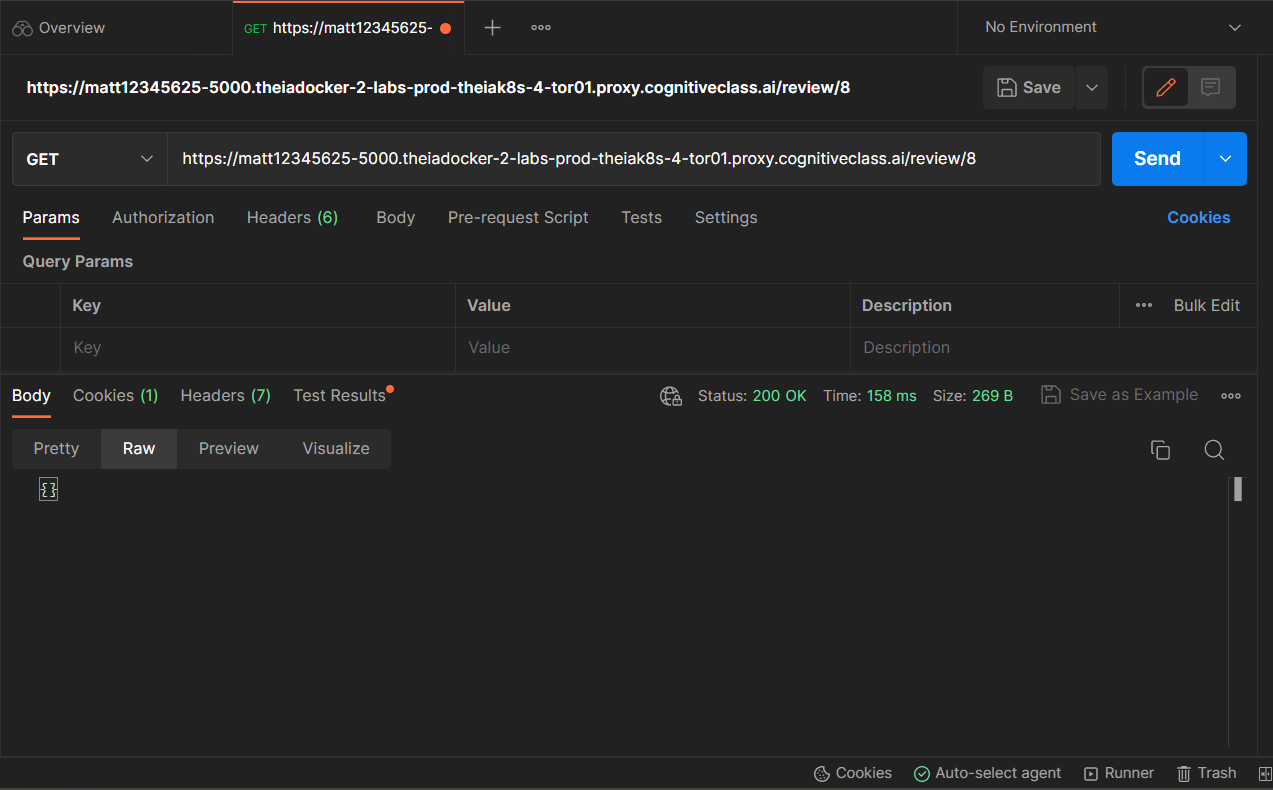 Overview
GET https://matt12345625-
No Environment
https://matt12345625-5000.theiadocker-2-labs-prod-theiak8s-4-tor01.proxy.cognitiveclass.ai/review/8
Save
GET
https://matt12345625-5000.theiadocker-2-labs-prod-theiak8s-4-tor01.proxy.cognitiveclass.ai/review/8
Send
Params Authorization Headers (6) Body Pre-request Script Tests Settings Cookies
Query Params
Key Value Description Bulk Edit
Key Value Description
Body Cookies (1) Headers (7) Test Results Status: 200 OK Time: 158 ms Size: 269 B Save as Example
Pretty Raw Preview Visualize
{}
Cookies Auto-select agent Runner Trash